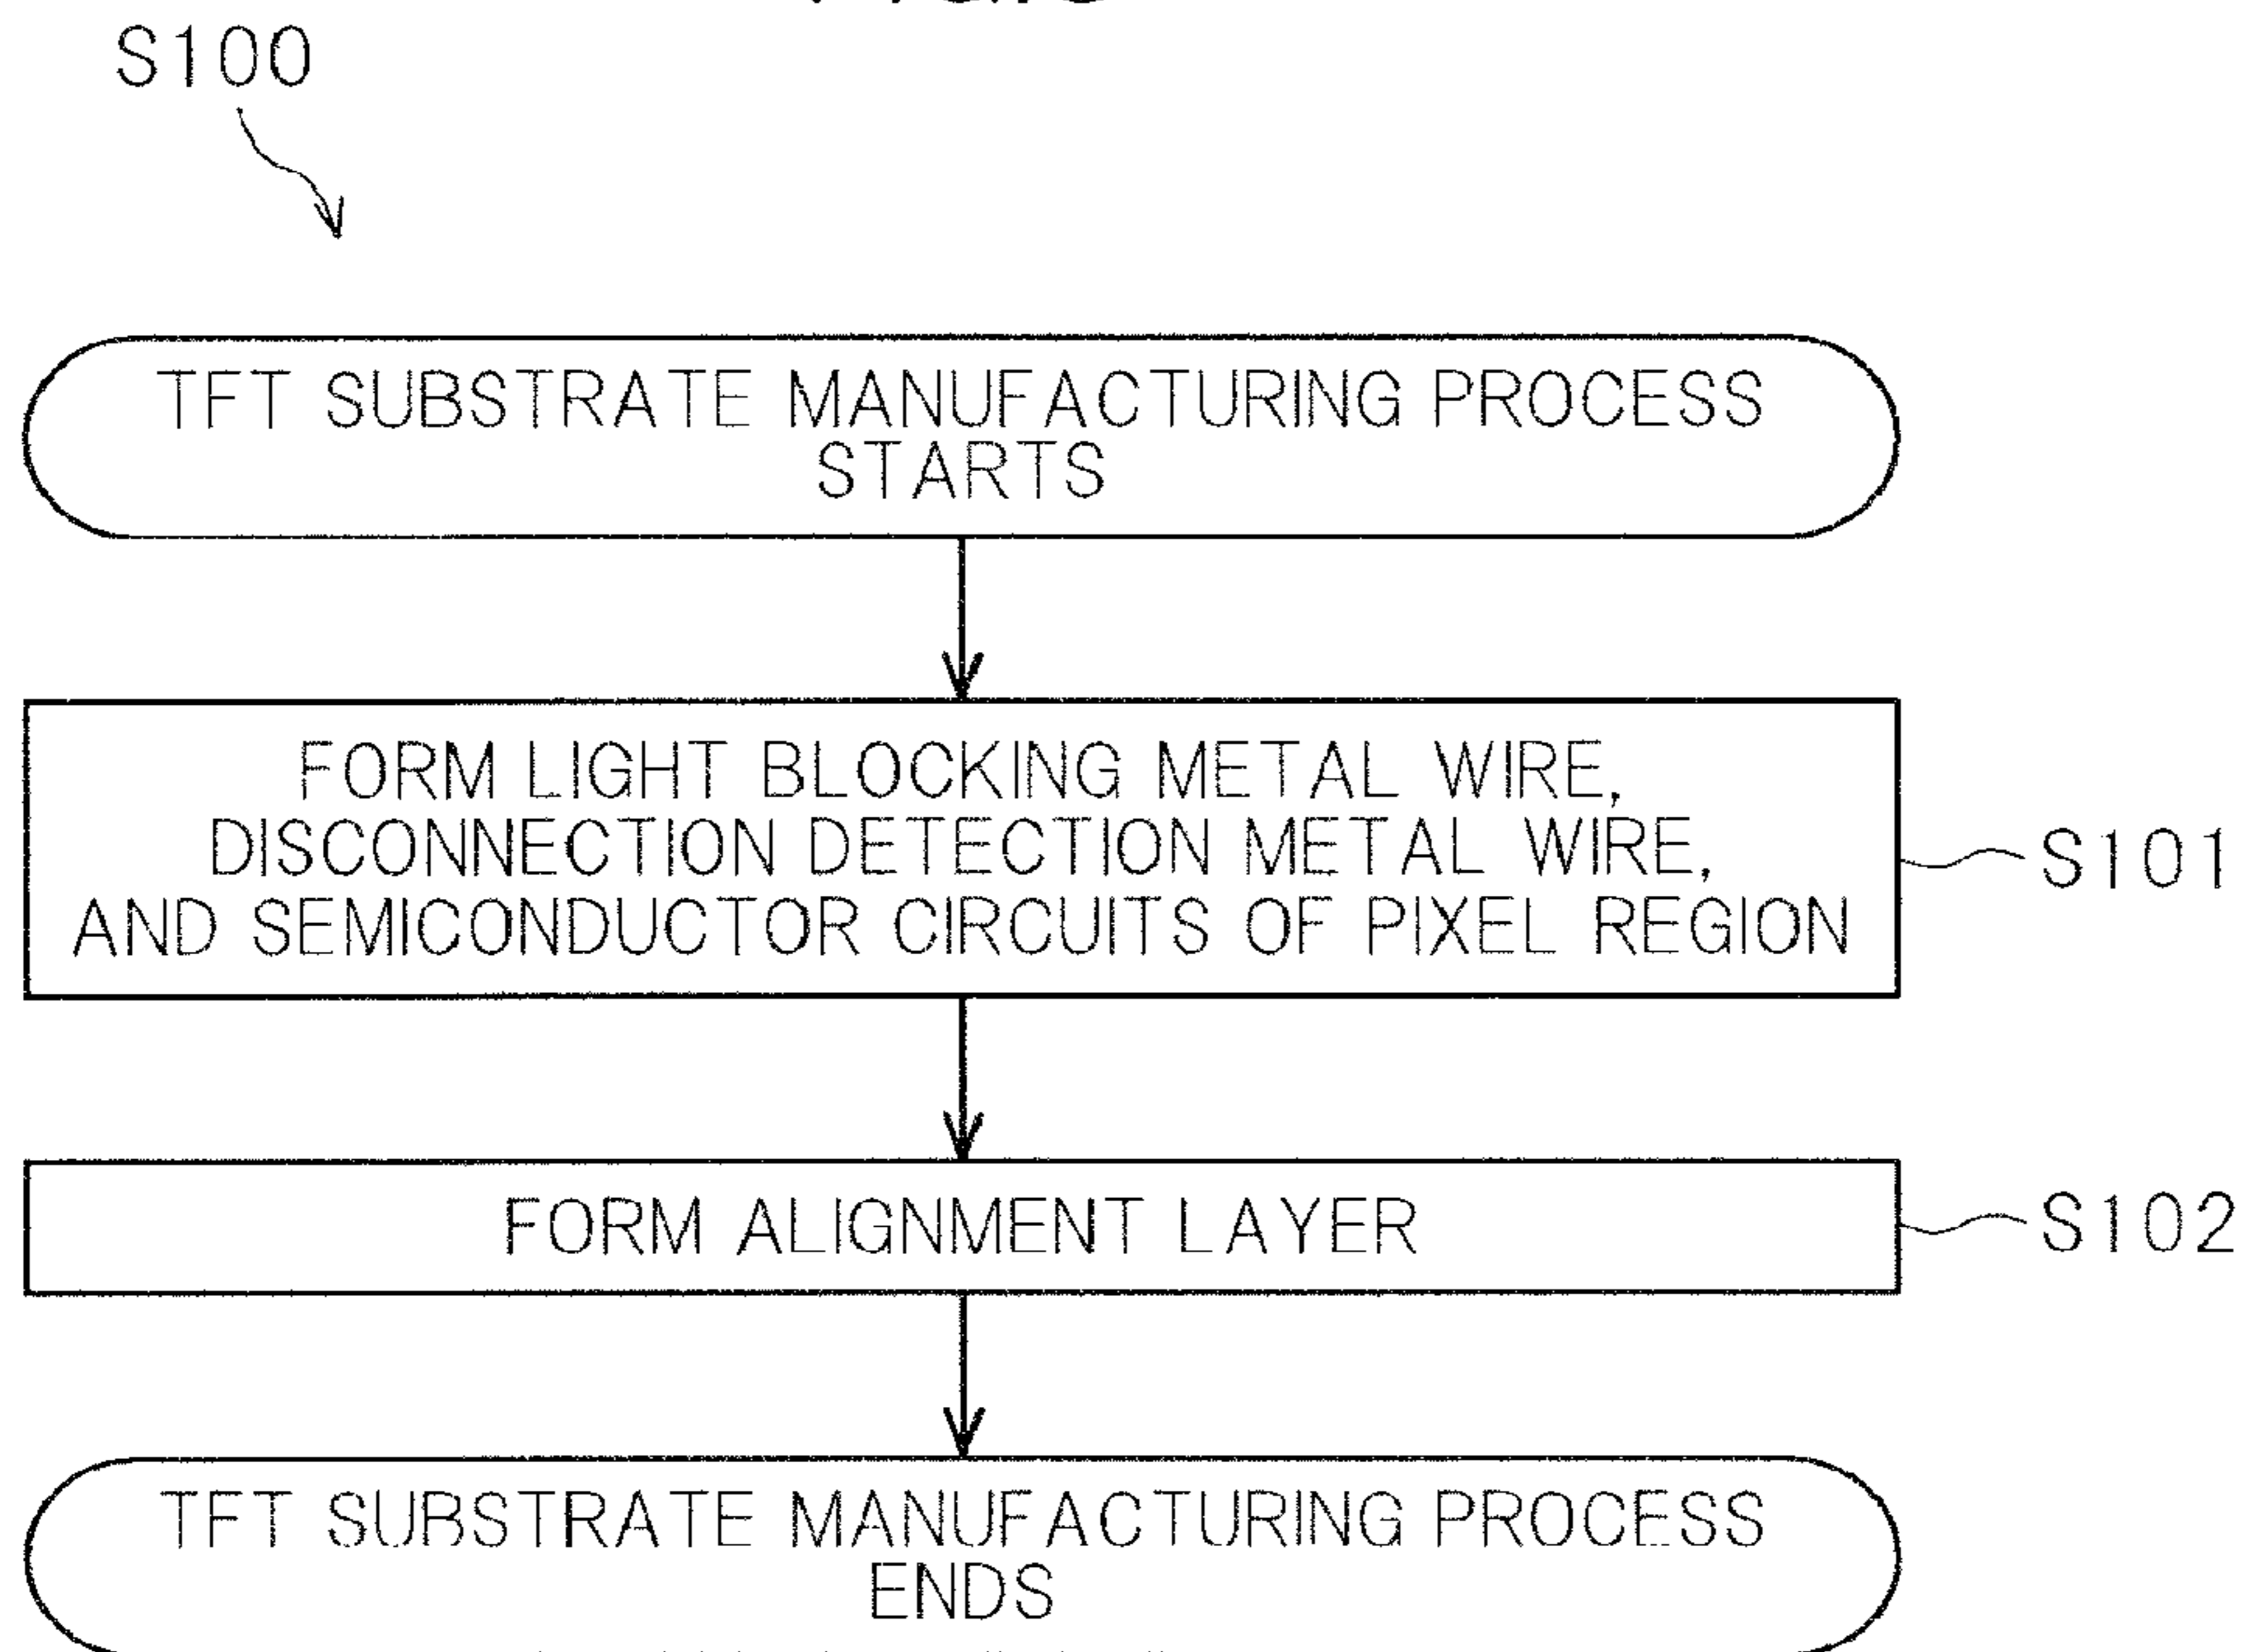 S100
TFT SUBSTRATE MANUFACTURING PROCESS
STARTS
FORM LIGHT BLOCKING METAL WIRE,
DISCONNECTION DETECTION METAL WIRE,
AND SEMICONDUCTOR CIRCUITS OF PIXEL REGION
S101
FORM ALIGNMENT LAYER
S102
TFT SUBSTRATE MANUFACTURING PROCESS
ENDS